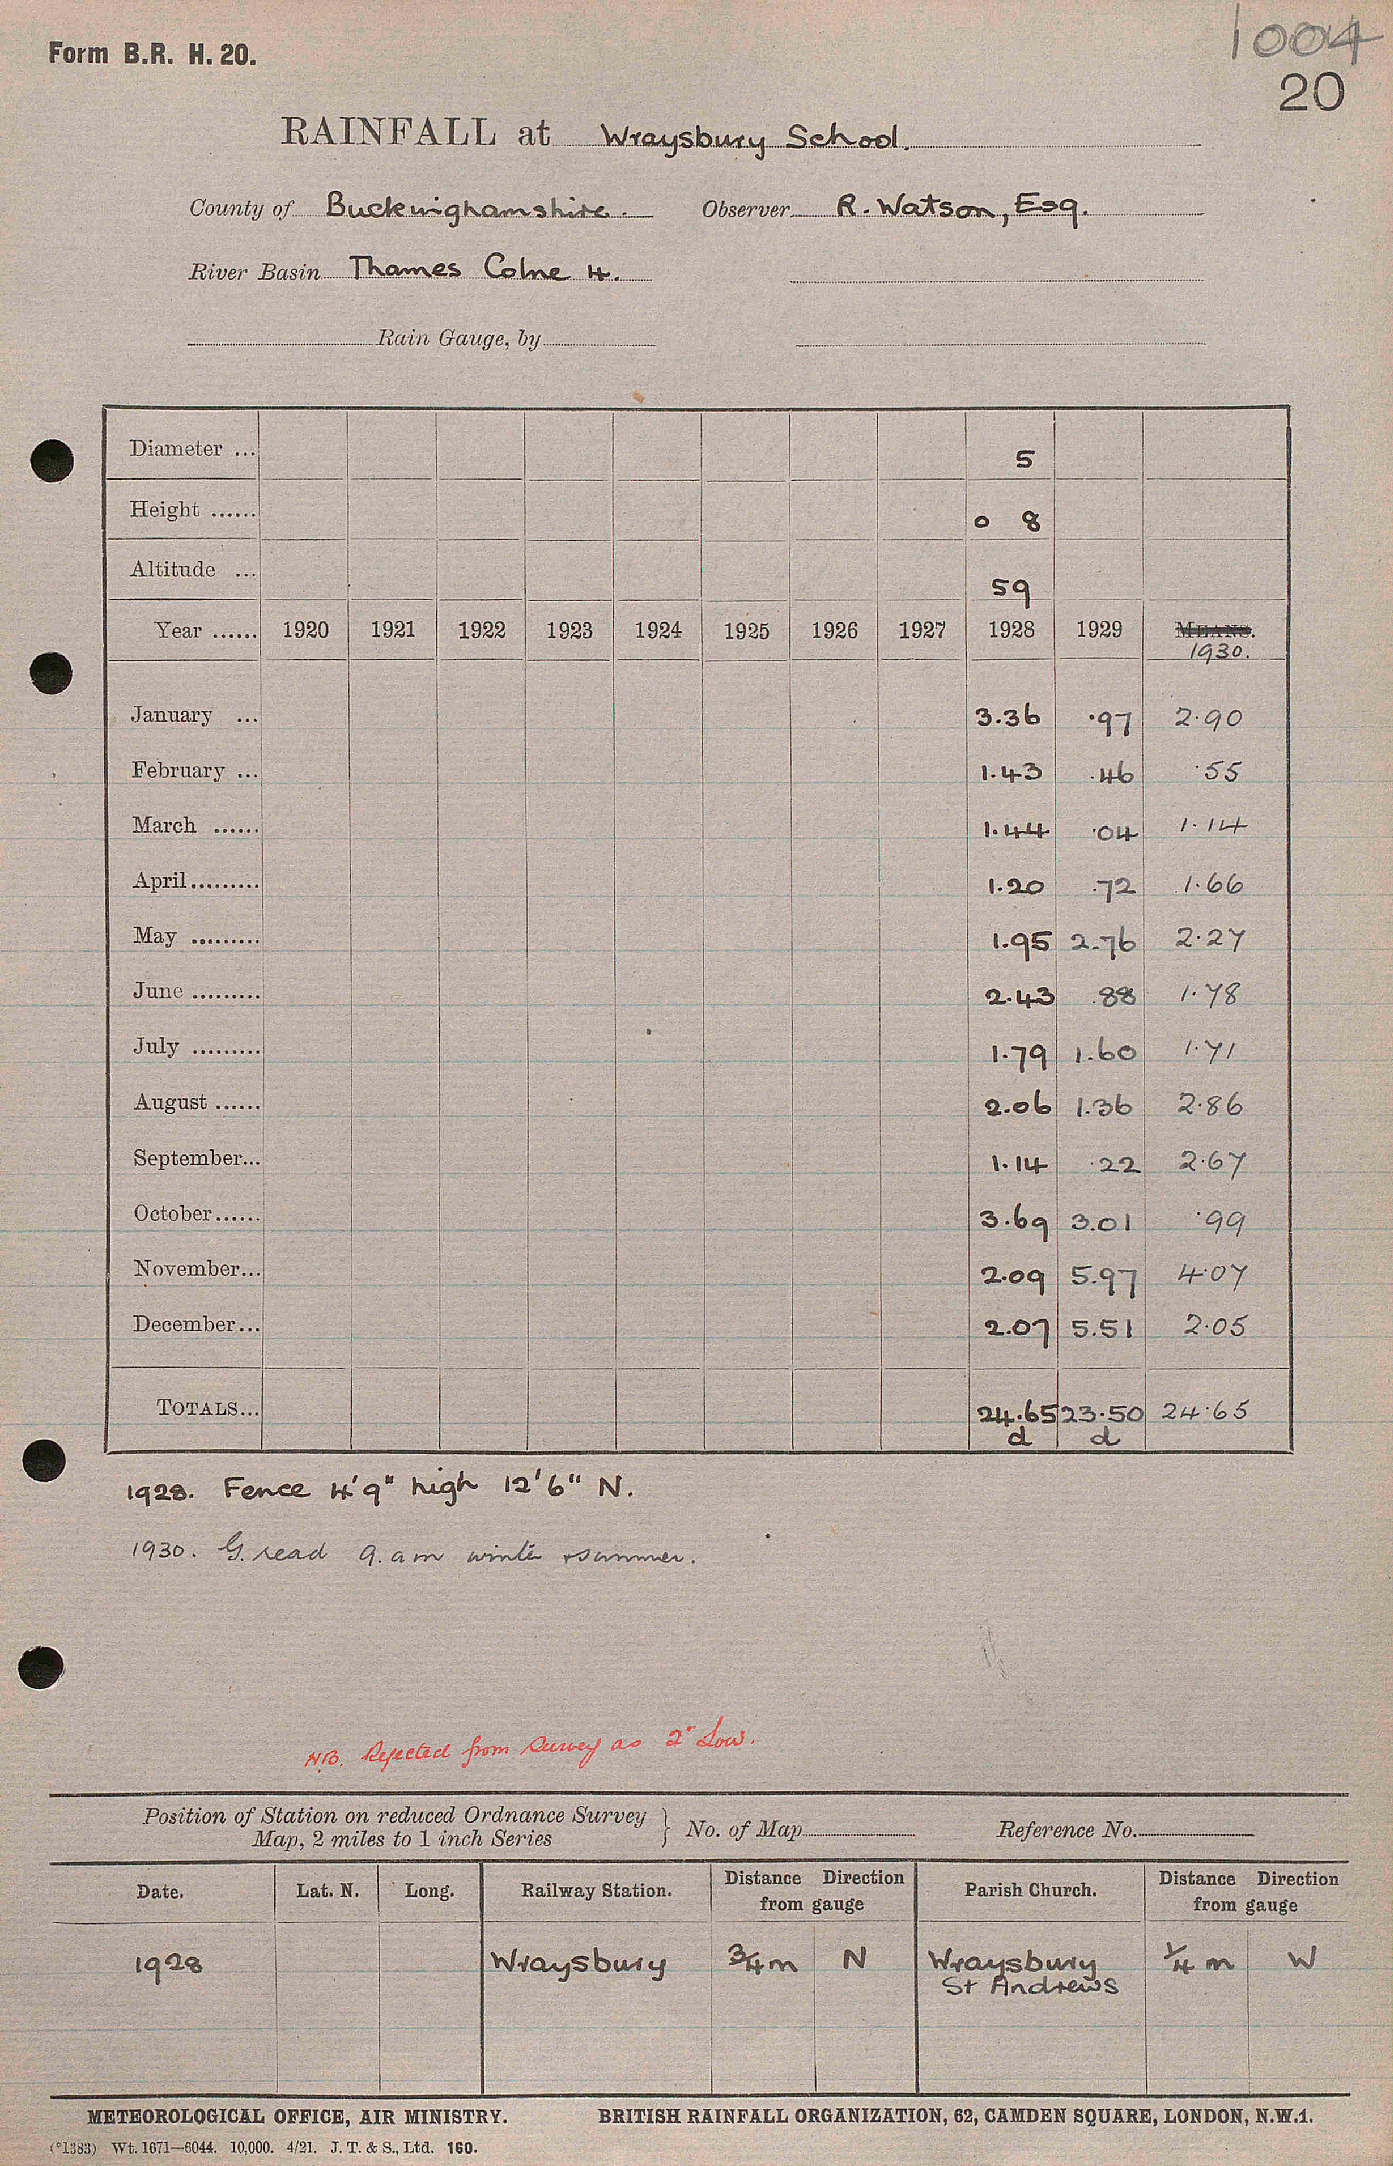 1004
Form B.R. H. 20.
20
RAINFALL at Wraysbury School.
County of Buckinghamshire. Observer R. Watson, Esq.
River Basin Thames Colne 4.
Rain Gauge, by
Diameter ... 5
Height ...... 0 8
Altitude ... 59
Year ...... 1920 1921 1922 1923 1924 1925 1926 1927 1928 1929 MEANS.
1930.
January ... 3.36 .97 2.90
February ... 1.43 .46 .55
March ...... 1.44 .04 1.14
April......... 1.20 .72 1.66
May ......... 1.95 2.76 2.27
June ......... 2.43 .88 1.78
July ......... 1.79 1.60 1.71
August ...... 2.06 1.36 2.86
September... 1.14 .22 2.67
October...... 3.69 3.01 .99
November... 2.09 5.97 4.07
December... 2.07 5.51 2.05
TOTALS... 24.65 23.50 24.65
d d
1928. Fence 4'9" high 12'6" N.
1930. G. read 9. a m winter + summer.
N.B. Rejected from Survey as 2" Low.
Position of Station on reduced Ordnance Survey
Map, 2 miles to 1 inch Series } No. of Map Reference No.
Date. Lat. N. Long. Railway Station. Distance Direction from gauge Parish Church. Distance Direction from gauge
1928 Wraysbury 3/4 m N Wraysbury 1/4 m W
St Andrews
METEOROLOGICAL OFFICE, AIR MINISTRY. BRITISH RAINFALL ORGANIZATION, 62, CAMDEN SQUARE, LONDON, N.W.1.
(*1383) Wt. 1671—6044. 10,000. 4/21. J. T. & S., Ltd. 160.